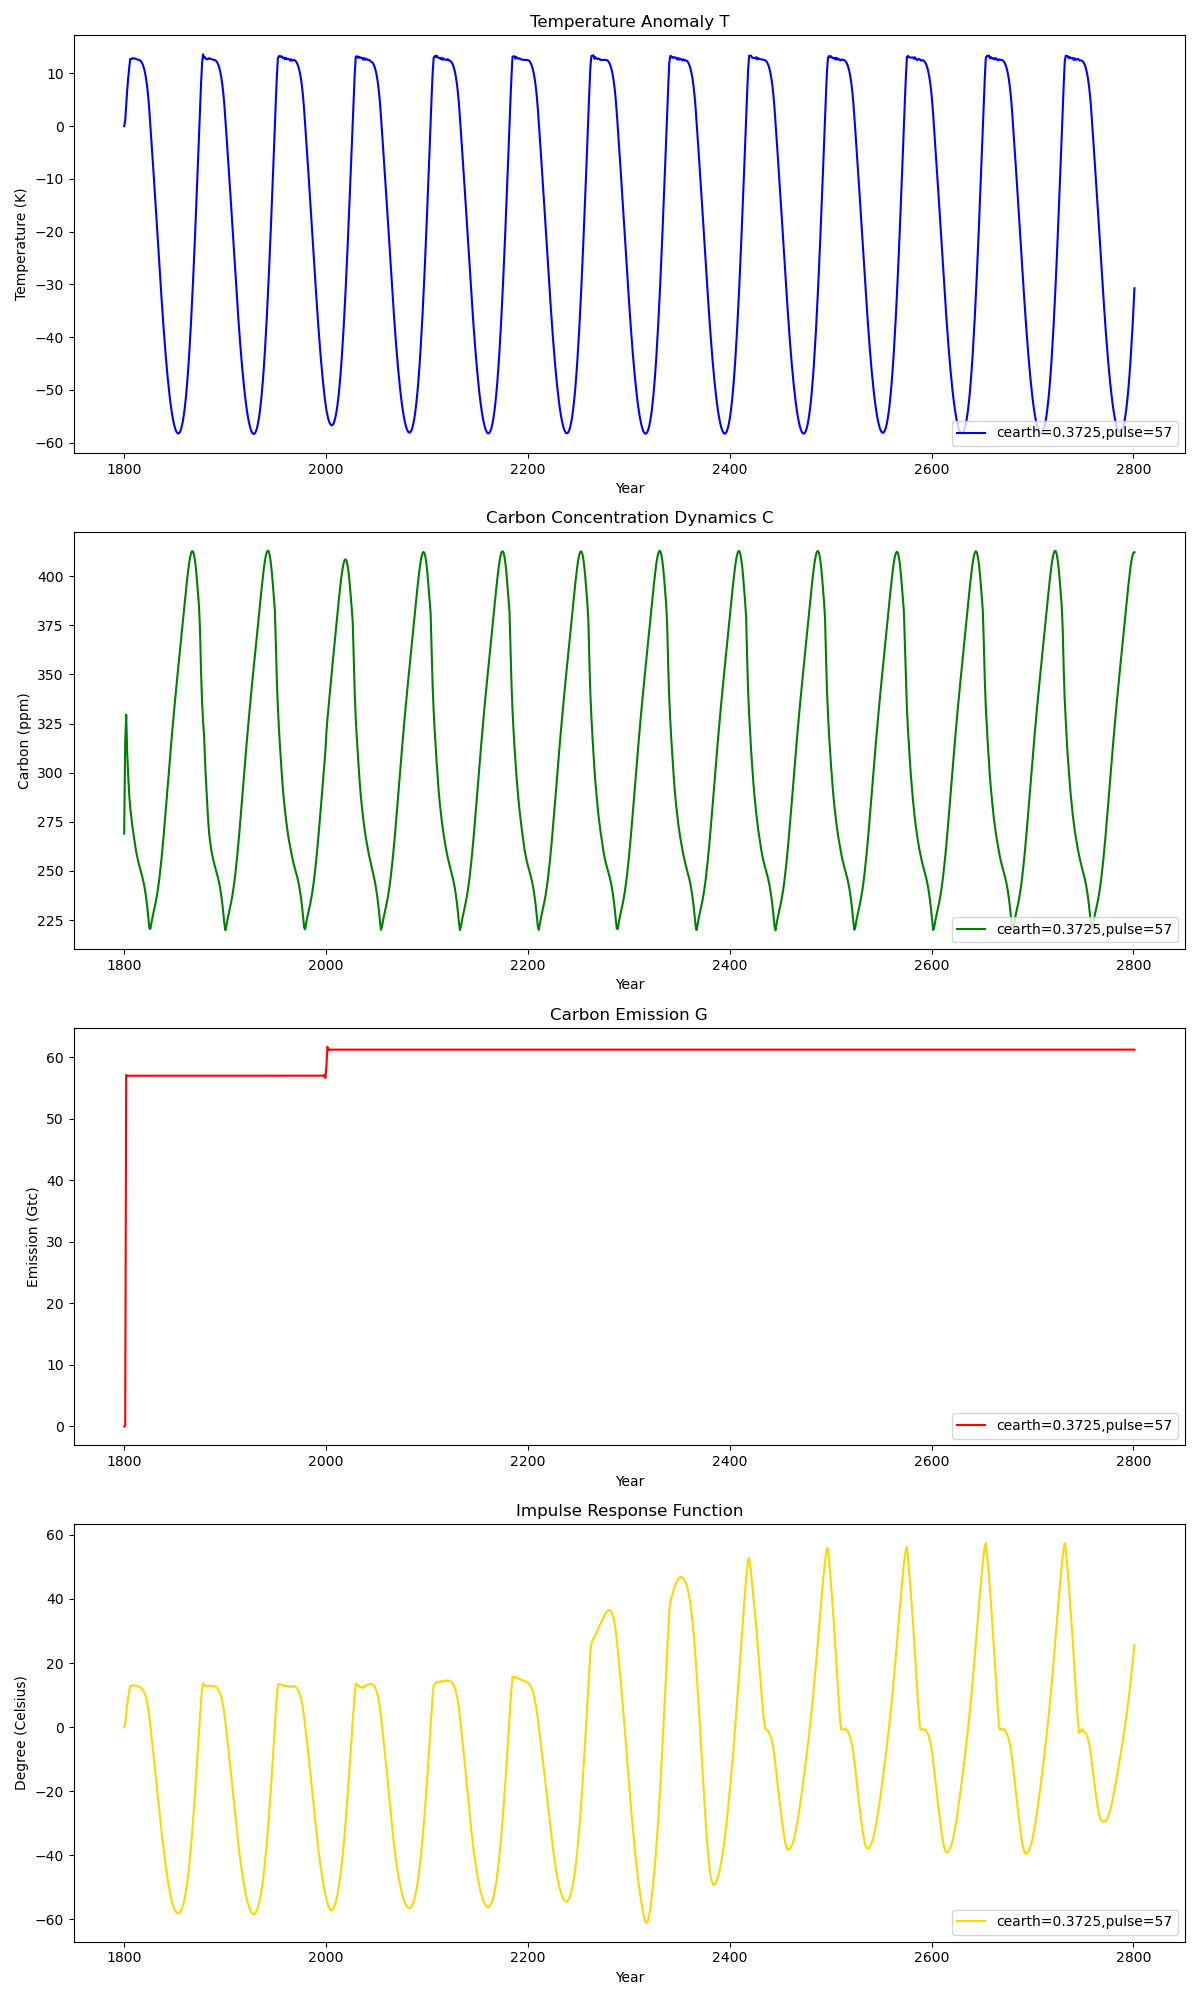 Temperature Anomaly T
10
0
−10
−20
−30
−40
−50
−60
Temperature (K)
cearth=0.3725,pulse=57
1800 2000 2200 2400 2600 2800
Year
Carbon Concentration Dynamics C
400
375
350
325
300
275
250
225
Carbon (ppm)
cearth=0.3725,pulse=57
1800 2000 2200 2400 2600 2800
Year
Carbon Emission G
60
50
40
30
20
10
0
Emission (Gtc)
cearth=0.3725,pulse=57
1800 2000 2200 2400 2600 2800
Year
Impulse Response Function
60
40
20
0
−20
−40
−60
Degree (Celsius)
cearth=0.3725,pulse=57
1800 2000 2200 2400 2600 2800
Year